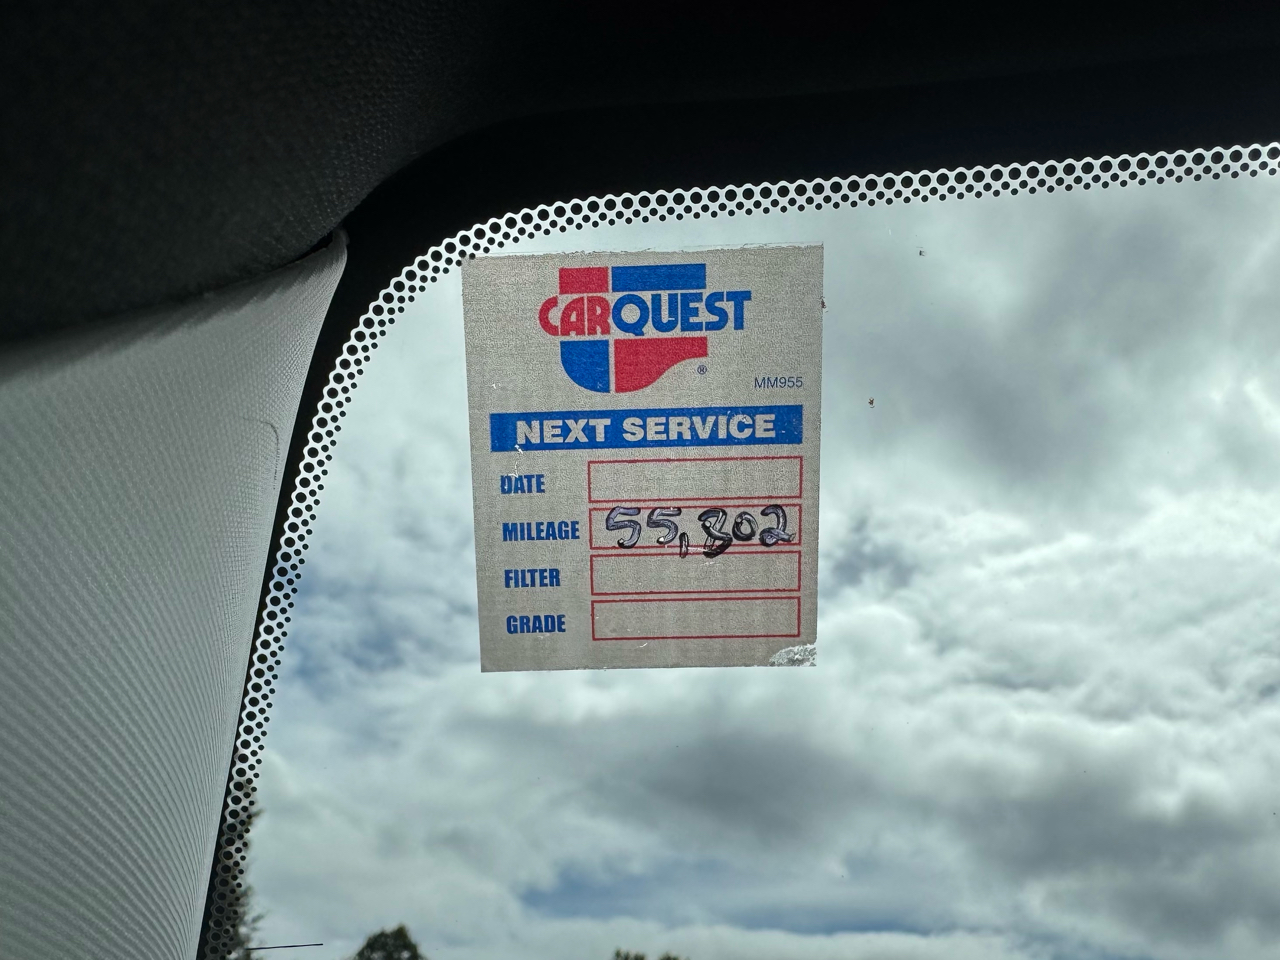 CARQUEST
®
MM955
NEXT SERVICE
DATE
MILEAGE 55,802
FILTER
GRADE